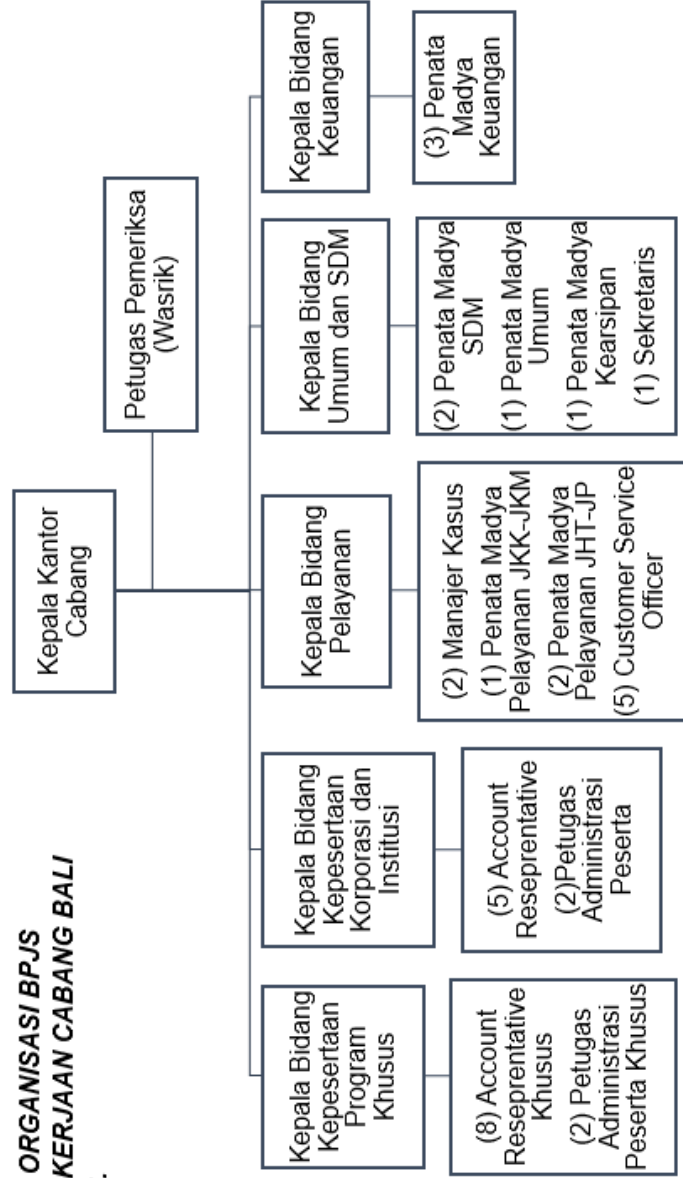 ORGANISASI BPJS
KERJAAN CABANG BALI
Kepala Kantor
Cabang
Petugas Pemeriksa
(Wasrik)
Kepala Bidang
Kepesertaan
Program
Khusus
(8) Account
Reseprentative
Khusus
(2) Petugas
Administrasi
Peserta Khusus
Kepala Bidang
Kepesertaan
Korporasi dan
Institusi
(5) Account
Reseprentative
(2)Petugas
Administrasi
Peserta
Kepala Bidang
Pelayanan
(2) Manajer Kasus
(1) Penata Madya
Pelayanan JKK-JKM
(2) Penata Madya
Pelayanan JHT-JP
(5) Customer Service
Officer
Kepala Bidang
Umum dan SDM
(2) Penata Madya
SDM
(1) Penata Madya
Umum
(1) Penata Madya
Kearsipan
(1) Sekretaris
Kepala Bidang
Keuangan
(3) Penata
Madya
Keuangan